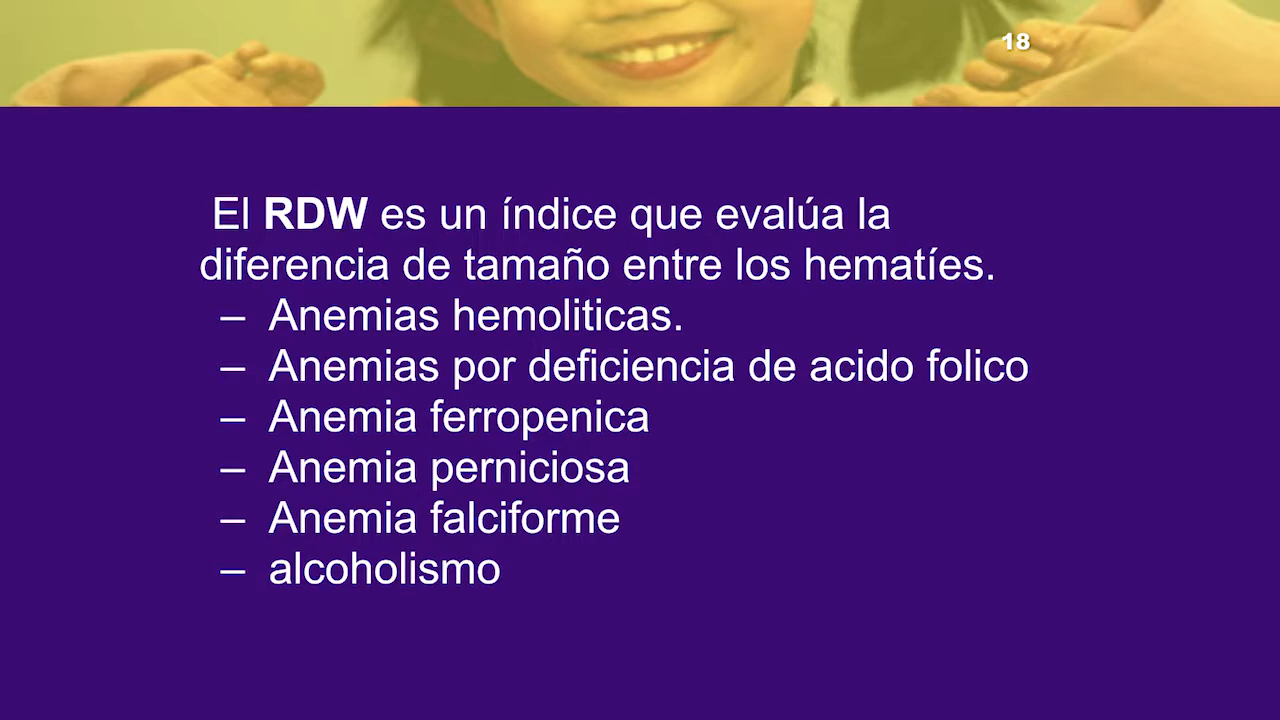 18
El RDW es un índice que evalúa la
diferencia de tamaño entre los hematíes.
– Anemias hemoliticas.
– Anemias por deficiencia de acido folico
– Anemia ferropenica
– Anemia perniciosa
– Anemia falciforme
– alcoholismo